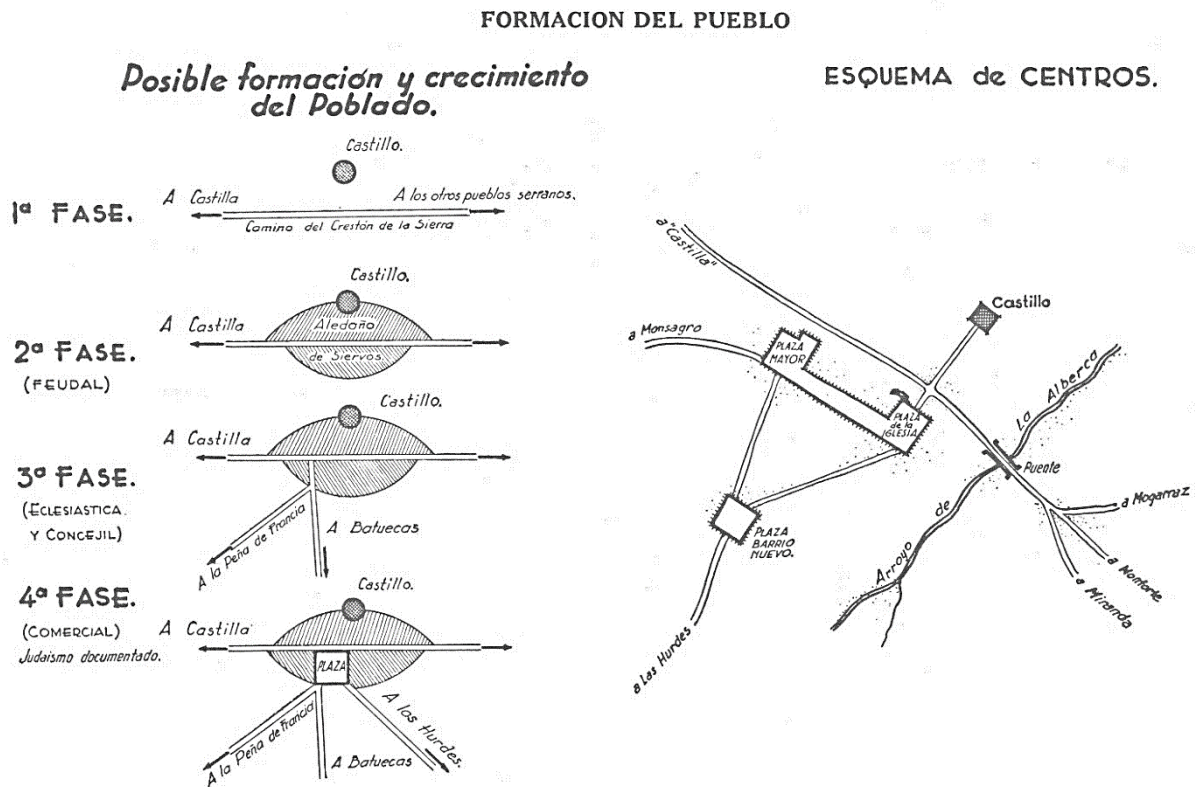 FORMACION DEL PUEBLO
Posible formación y crecimiento
del Poblado.
1ª FASE.
Castillo.
A Castilla
A los otros pueblos serranos.
Camino del Crestón de la Sierra
2ª FASE.
(FEUDAL)
Castillo.
A Castilla
Aledaño
de Siervos
3ª FASE.
(ECLESIASTICA
Y CONCEJIL)
Castillo.
A Castilla
A la Peña de Francia
A Batuecas
4ª FASE.
(COMERCIAL)
Judaismo documentado.
Castillo.
A Castilla
PLAZA
A la Peña de Francia
A Batuecas
A los Hurdes.
ESQUEMA de CENTROS.
a "Castilla"
Castillo
a Monsagro
PLAZA
MAYOR
PLAZA
de la
IGLESIA
Arroyo de La Alberca
Puente
a Mogarraz
a Monforte
a Miranda
PLAZA
BARRIO
NUEVO.
a Las Hurdes